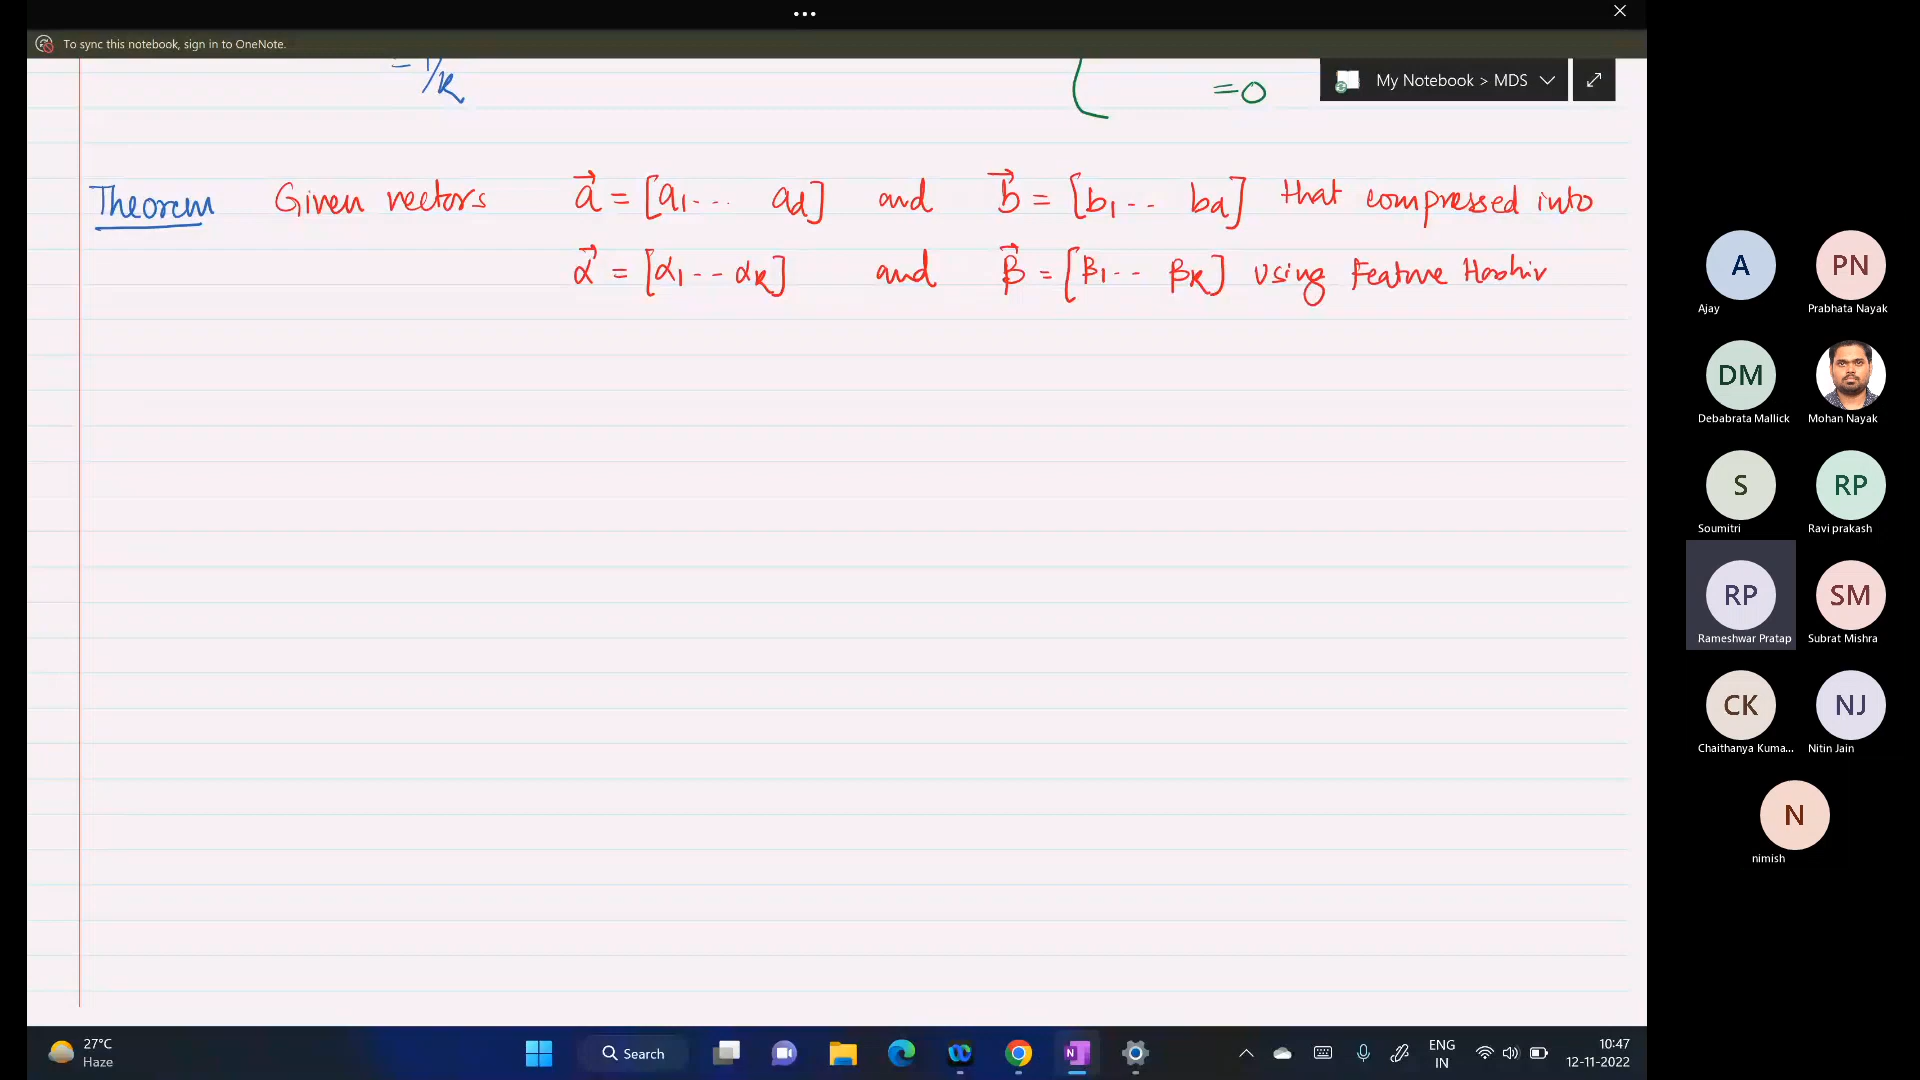 To sync this notebook, sign in to OneNote.
= 1/k
= 0
My Notebook > MDS
Theorem Given vectors a⃗ = [a1... ad] and b⃗ = [b1.. bd] that compressed into
α⃗ = [α1.. αk] and β⃗ = [β1.. βk] using Feature Hashin
A
Ajay
PN
Prabhata Nayak
DM
Debabrata Mallick
Mohan Nayak
S
Soumitri
RP
Ravi prakash
RP
Rameshwar Pratap
SM
Subrat Mishra
CK
Chaithanya Kuma...
NJ
Nitin Jain
N
nimish
27°C
Haze
Search
ENG
IN
10:47
12-11-2022